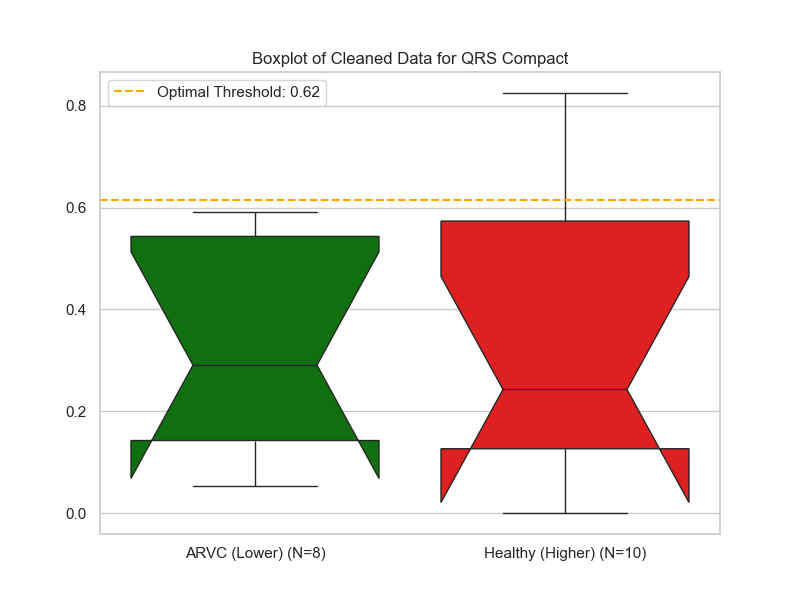 Boxplot of Cleaned Data for QRS Compact
Optimal Threshold: 0.62
0.8
0.6
0.4
0.2
0.0
ARVC (Lower) (N=8)
Healthy (Higher) (N=10)